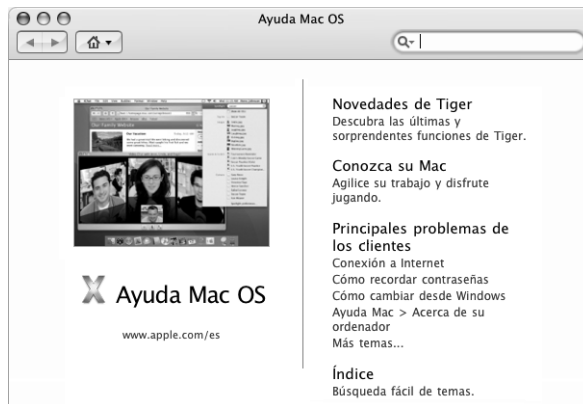 Ayuda Mac OS
Novedades de Tiger
Descubra las últimas y
sorprendentes funciones de Tiger.
Conozca su Mac
Agilice su trabajo y disfrute
jugando.
Principales problemas de
los clientes
Conexión a Internet
Cómo recordar contraseñas
Cómo cambiar desde Windows
Ayuda Mac > Acerca de su
ordenador
Más temas...
Índice
Búsqueda fácil de temas.
X Ayuda Mac OS
www.apple.com/es